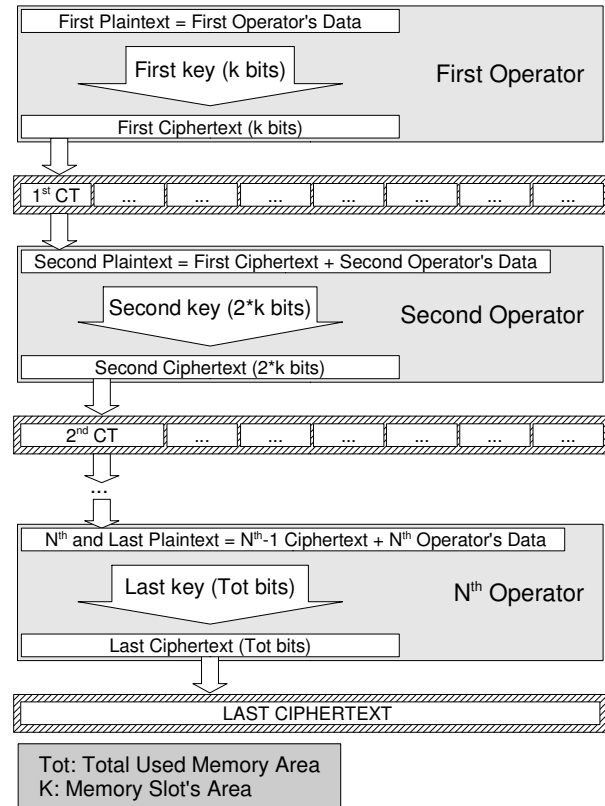 First Plaintext = First Operator's Data
First key (k bits)
First Operator
First Ciphertext (k bits)
1st CT ... ... ... ... ... ... ...
Second Plaintext = First Ciphertext + Second Operator's Data
Second key (2*k bits)
Second Operator
Second Ciphertext (2*k bits)
2nd CT ... ... ... ... ... ...
...
Nth and Last Plaintext = Nth-1 Ciphertext + Nth Operator's Data
Last key (Tot bits)
Nth Operator
Last Ciphertext (Tot bits)
LAST CIPHERTEXT
Tot: Total Used Memory Area
K: Memory Slot's Area